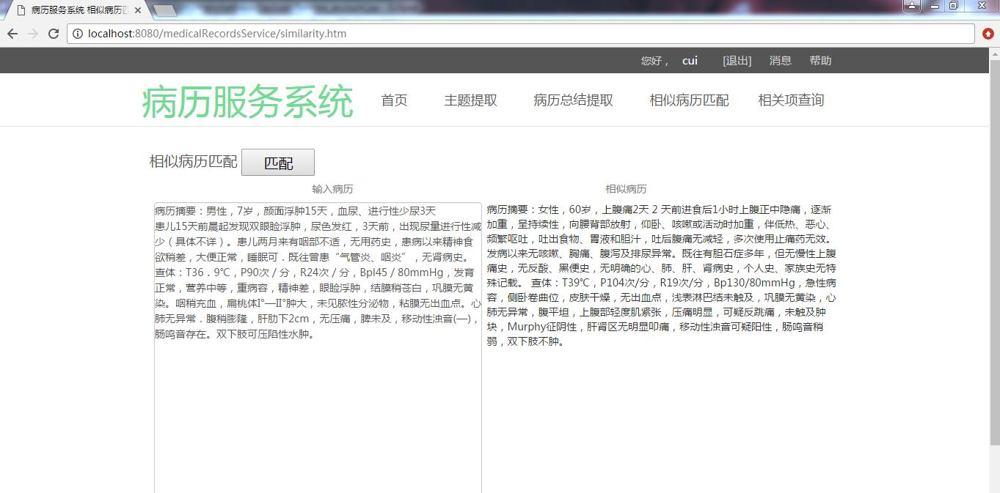 病历服务系统 相似病历匹
localhost:8080/medicalRecordsService/similarity.htm
您好， cui [退出] 消息 帮助
病历服务系统 首页 主题提取 病历总结提取 相似病历匹配 相关项查询
相似病历匹配 匹配
输入病历
病历摘要：男性，7岁，颜面浮肿15天，血尿、进行性少尿3天
患儿15天前晨起发现双眼睑浮肿，尿色发红，3天前，出现尿量进行性减
少（具体不详）。患儿两月来有咽部不适，无用药史，患病以来精神食
欲稍差，大便正常，睡眠可．既往曾患“气管炎、咽炎”，无肾病史。
查体：T36．9℃，P90次／分，R24次／分，Bpl45／80mmHg，发育
正常，营养中等，重病容，精神差，眼睑浮肿，结膜稍苍白，巩膜无黄
染。咽稍充血，扁桃体I°—II°肿大，未见脓性分泌物，粘膜无出血点。心
肺无异常．腹稍膨隆，肝肋下2cm，无压痛，脾未及，移动性浊音(—)，
肠鸣音存在。双下肢可压陷性水肿。
相似病历
病历摘要：女性，60岁，上腹痛2天 2 天前进食后1小时上腹正中隐痛，逐渐
加重，呈持续性，向腰背部放射，仰卧、咳嗽或活动时加重，伴低热、恶心、
频繁呕吐，吐出食物、胃液和胆汁，吐后腹痛无减轻，多次使用止痛药无效。
发病以来无咳嗽、胸痛、腹泻及排尿异常。既往有胆石症多年，但无慢性上腹
痛史，无反酸、黑便史，无明确的心、肺、肝、肾病史，个人史、家族史无特
殊记载。 查体：T39℃，P104次/分，R19次/分，Bp130/80mmHg，急性病
容，侧卧卷曲位，皮肤干燥，无出血点，浅表淋巴结未触及，巩膜无黄染，心
肺无异常，腹平坦，上腹部轻度肌紧张，压痛明显，可疑反跳痛，未触及肿
块，Murphy征阴性，肝肾区无明显叩痛，移动性浊音可疑阳性，肠鸣音稍
弱，双下肢不肿。